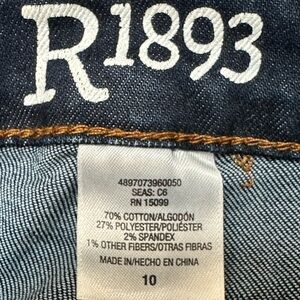 R1893
4897073960050
SEAS: C6
RN 15099
70% COTTON/ALGODÓN
27% POLYESTER/POLIÉSTER
2% SPANDEX
1% OTHER FIBERS/OTRAS FIBRAS
MADE IN/HECHO EN CHINA
10